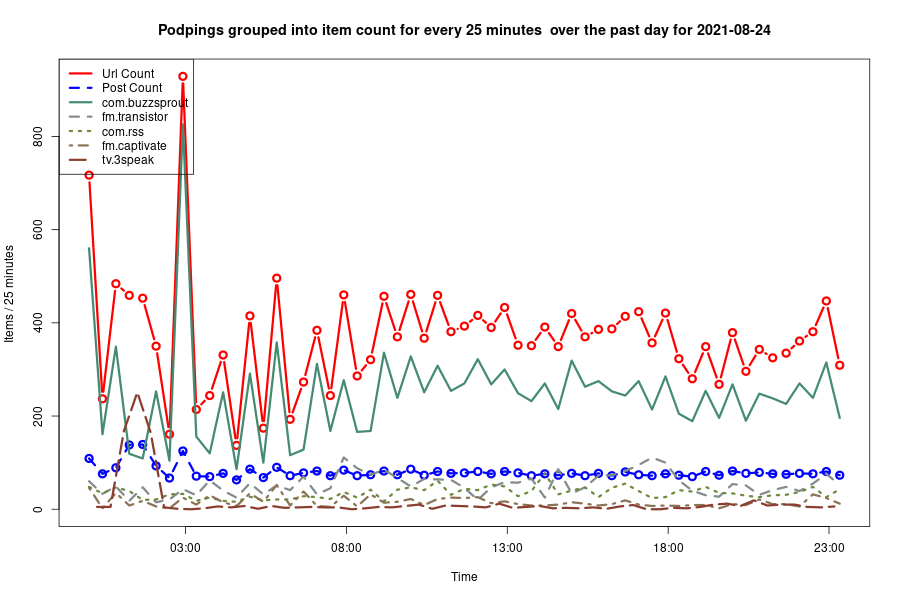 Podpings grouped into item count for every 25 minutes  over the past day for 2021-08-24
Url Count
Post Count
com.buzzsprout
fm.transistor
com.rss
fm.captivate
tv.3speak
Items / 25 minutes
800
600
400
200
0
03:00
08:00
13:00
18:00
23:00
Time